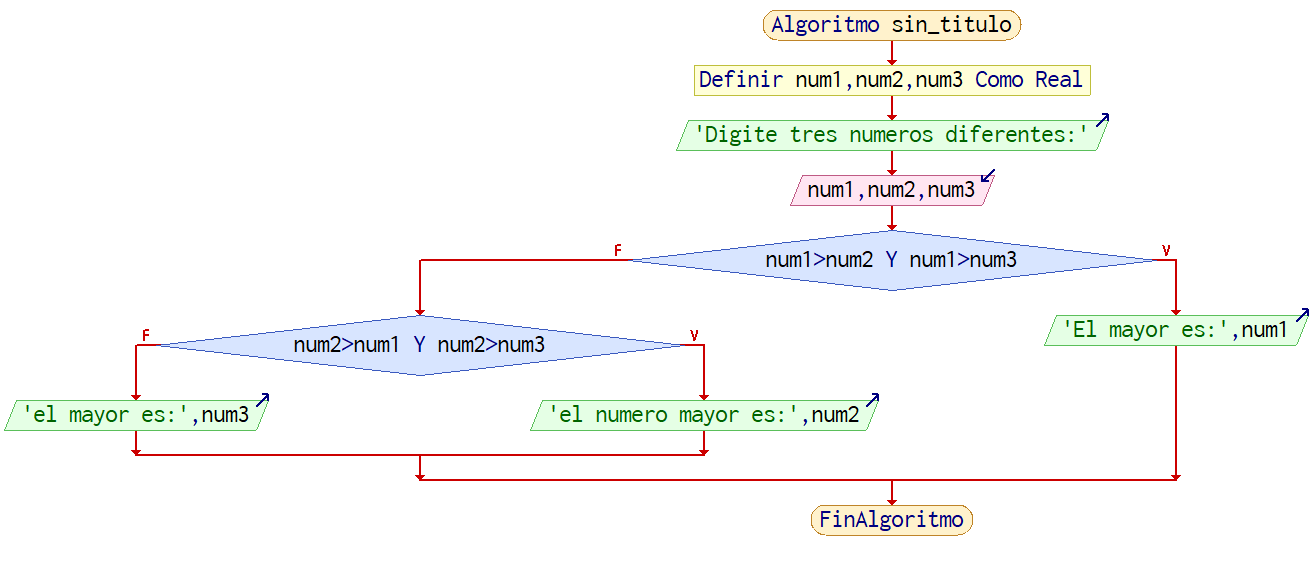 Algoritmo sin_titulo
Definir num1,num2,num3 Como Real
'Digite tres numeros diferentes:'
num1,num2,num3
F
V
num1>num2 Y num1>num3
'El mayor es:',num1
F
V
num2>num1 Y num2>num3
'el mayor es:',num3
'el numero mayor es:',num2
FinAlgoritmo